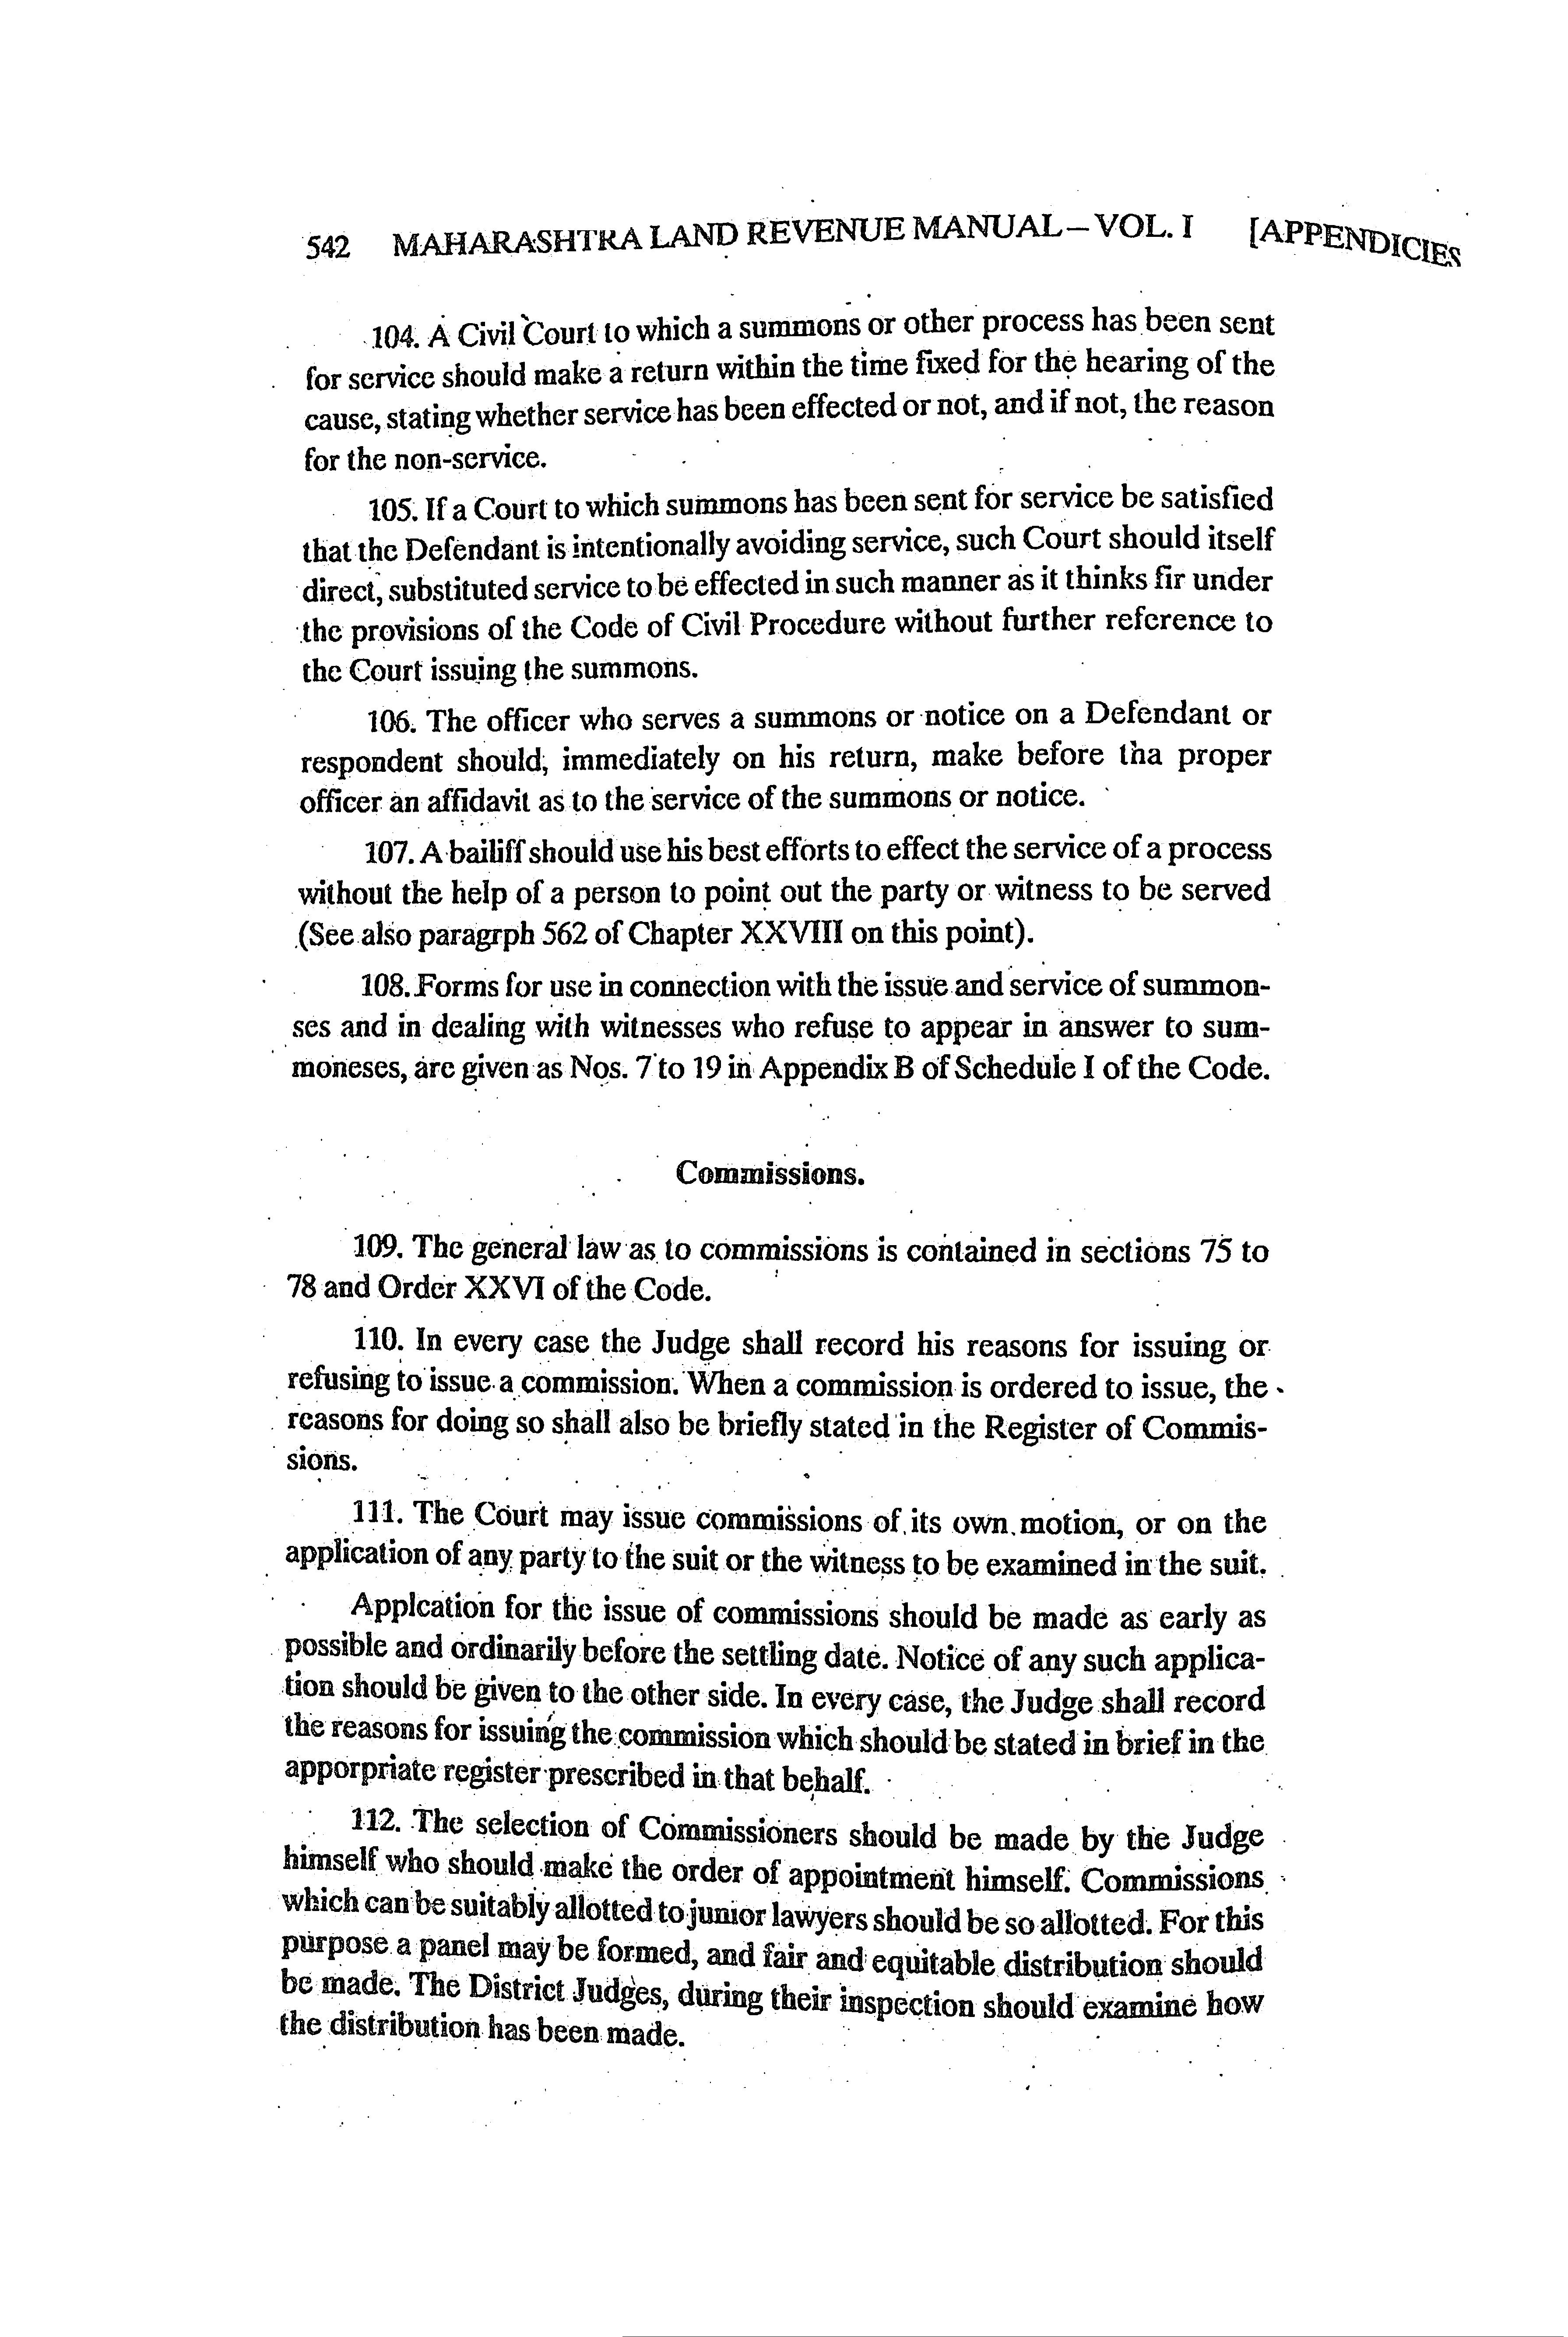 542 MAHARASHTRA LAND REVENUE MANUAL – VOL. I [APPENDICIES
104. A Civil Court to which a summons or other process has been sent
for service should make a return within the time fixed for the hearing of the
cause, stating whether service has been effected or not, and if not, the reason
for the non-service.
105. If a Court to which summons has been sent for service be satisfied
that the Defendant is intentionally avoiding service, such Court should itself
direct, substituted service to be effected in such manner as it thinks fir under
the provisions of the Code of Civil Procedure without further reference to
the Court issuing the summons.
106. The officer who serves a summons or notice on a Defendant or
respondent should, immediately on his return, make before tha proper
officer an affidavit as to the service of the summons or notice.
107. A bailiff should use his best efforts to effect the service of a process
without the help of a person to point out the party or witness to be served
(See also paragrph 562 of Chapter XXVIII on this point).
108. Forms for use in connection with the issue and service of summon-
ses and in dealing with witnesses who refuse to appear in answer to sum-
moneses, are given as Nos. 7 to 19 in Appendix B of Schedule I of the Code.
Commissions.
109. The general law as to commissions is contained in sections 75 to
78 and Order XXVI of the Code.
110. In every case the Judge shall record his reasons for issuing or
refusing to issue a commission. When a commission is ordered to issue, the
reasons for doing so shall also be briefly stated in the Register of Commis-
sions.
111. The Court may issue commissions of its own motion, or on the
application of any party to the suit or the witness to be examined in the suit.
Applcation for the issue of commissions should be made as early as
possible and ordinarily before the settling date. Notice of any such applica-
tion should be given to the other side. In every case, the Judge shall record
the reasons for issuing the commission which should be stated in brief in the
apporpriate register prescribed in that behalf.
112. The selection of Commissioners should be made by the Judge
himself who should make the order of appointment himself. Commissions
which can be suitably allotted to junior lawyers should be so allotted. For this
purpose a panel may be formed, and fair and equitable distribution should
be made. The District Judges, during their inspection should examine how
the distribution has been made.